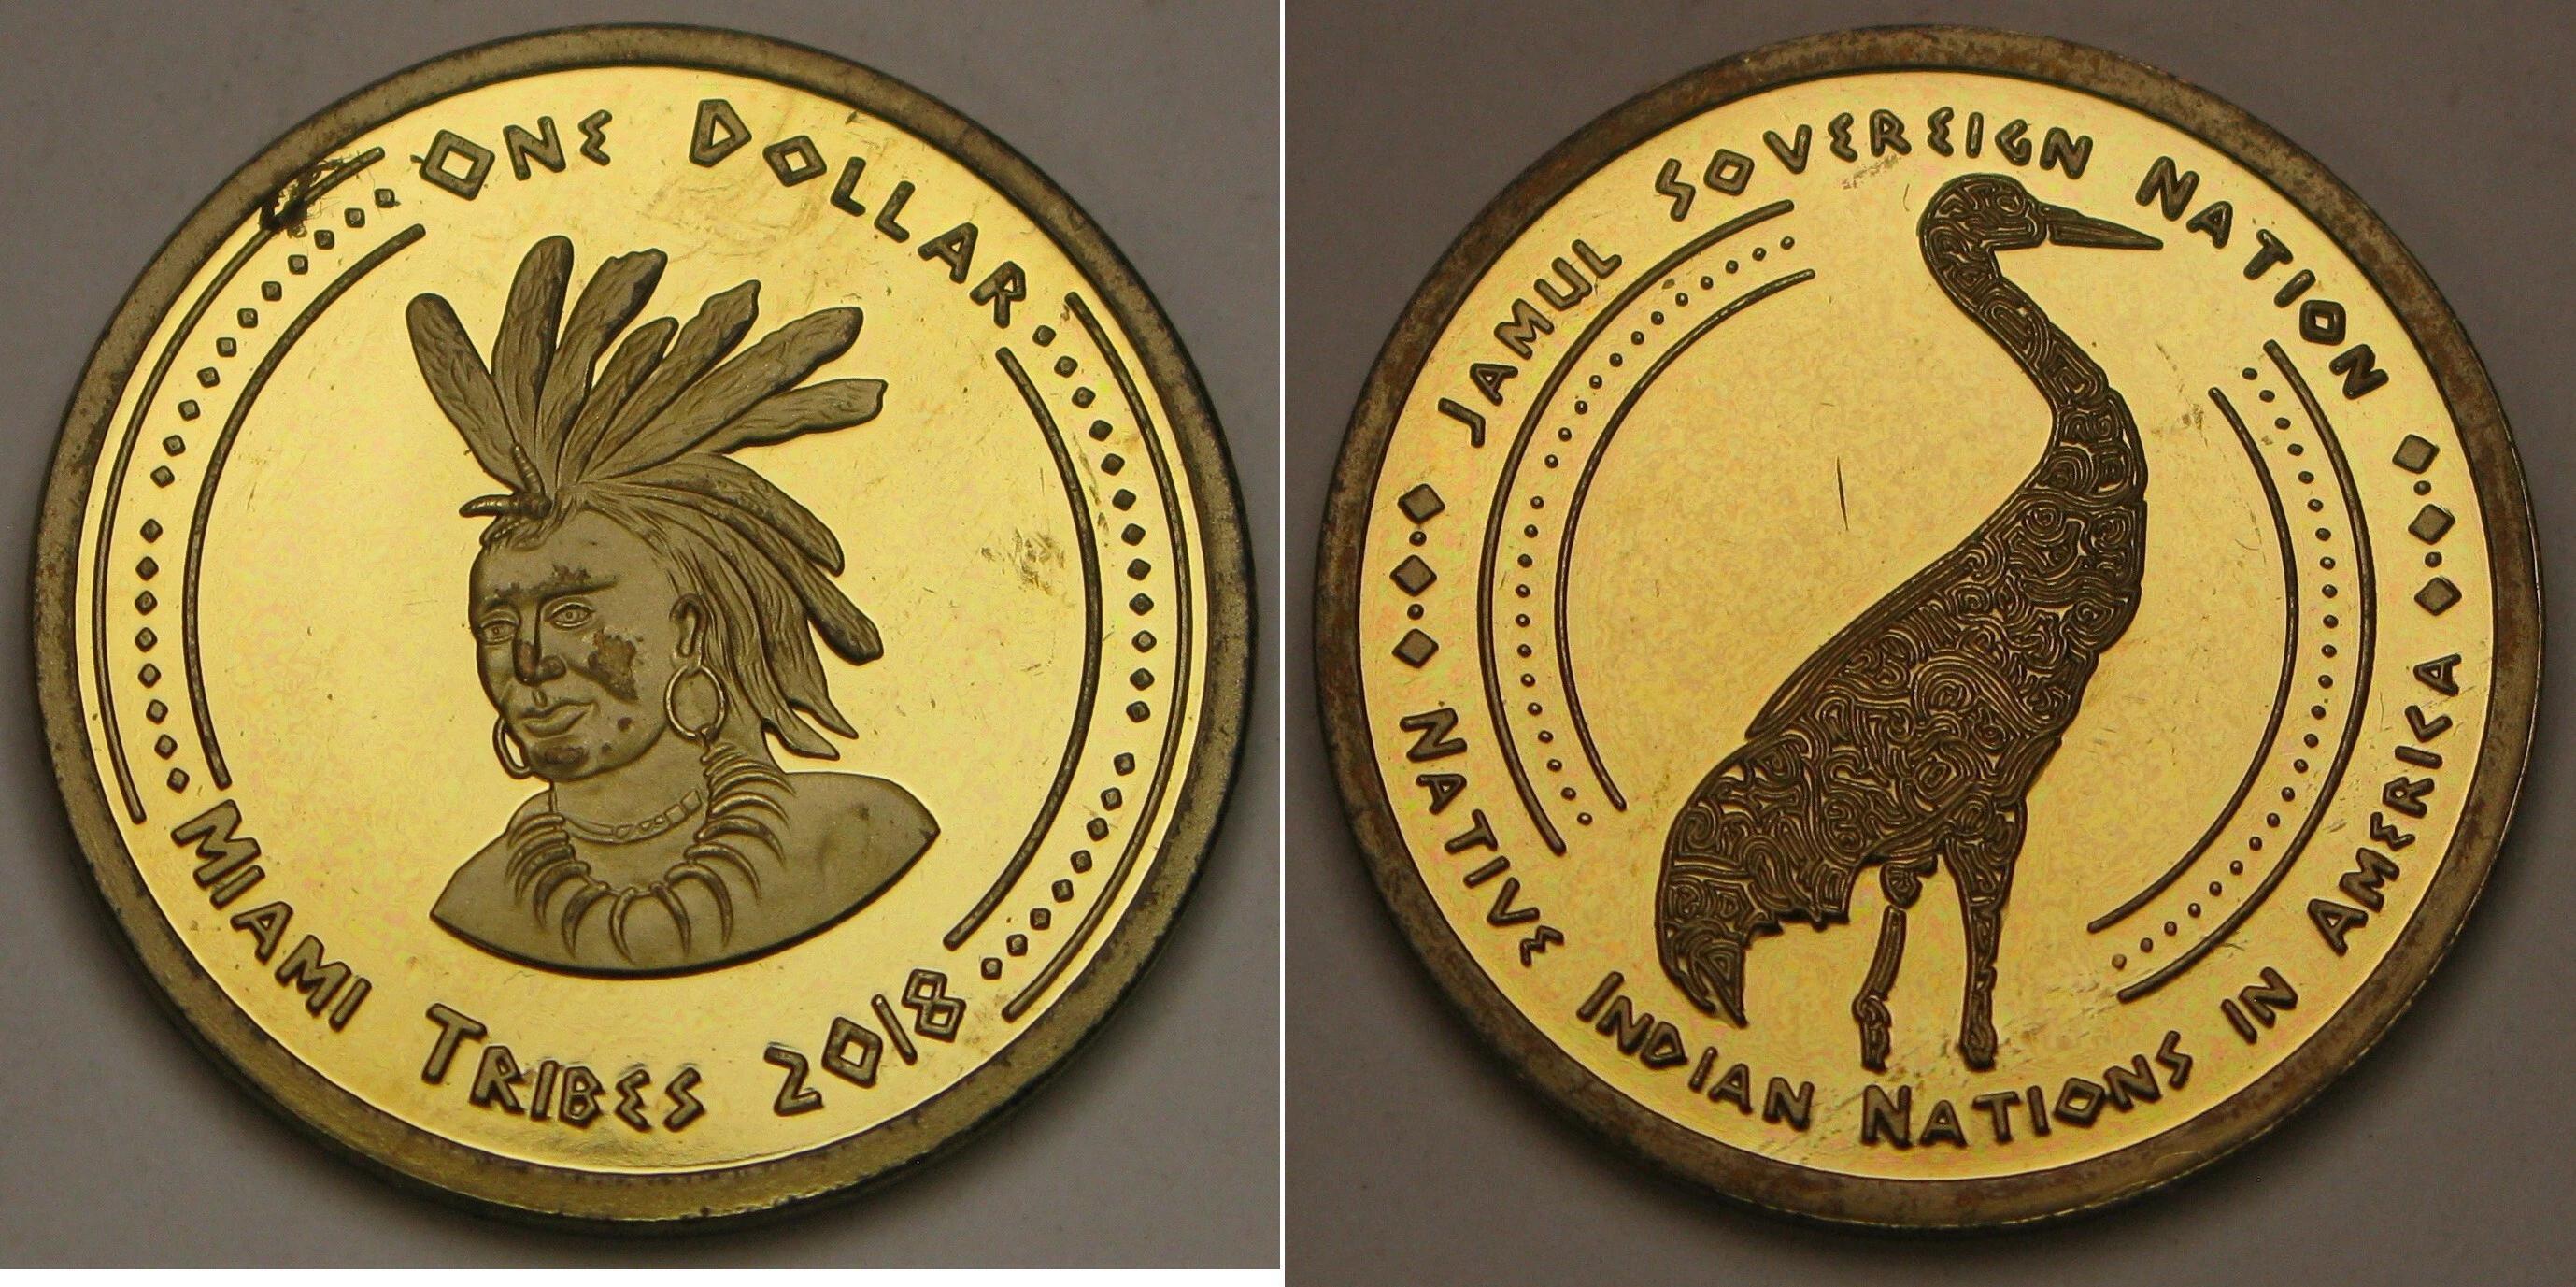 One Dollar
Miami Tribes 2018
Jamul Sovereign Nation
Native Indian Nations in America